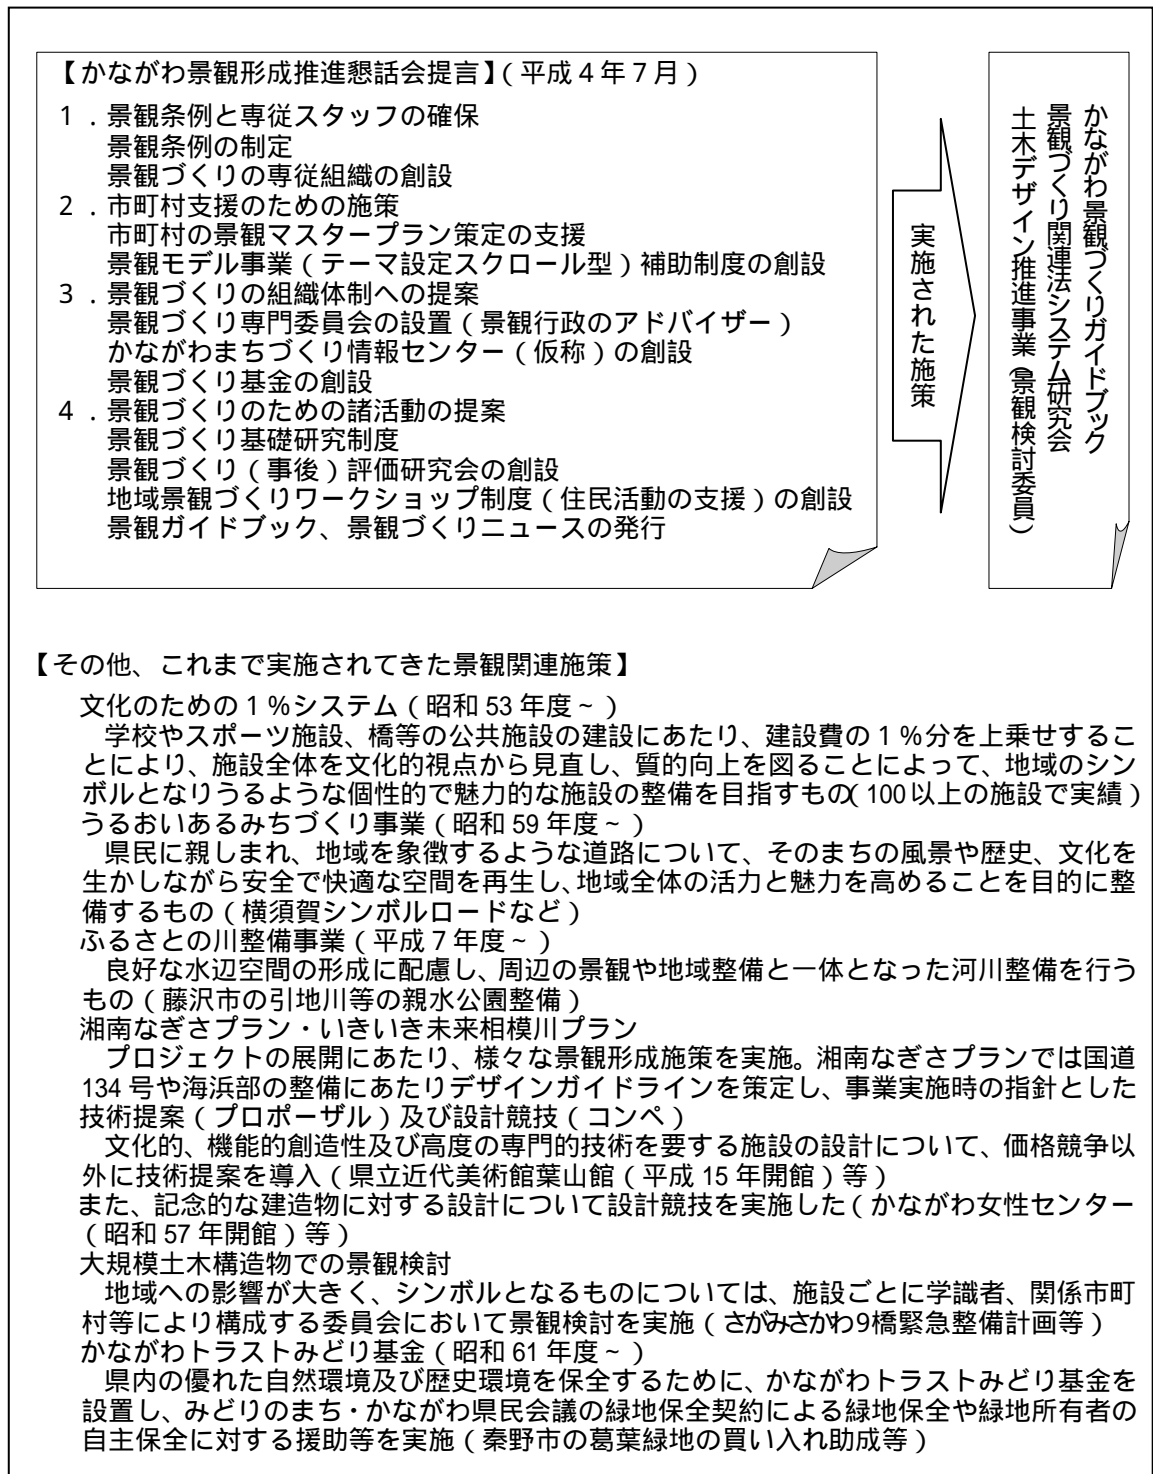 【かながわ景観形成推進懇話会提言】(平成４年７月)
１．景観条例と専従スタッフの確保
景観条例の制定
景観づくりの専従組織の創設
２．市町村支援のための施策
市町村の景観マスタープラン策定の支援
景観モデル事業(テーマ設定スクロール型)補助制度の創設
３．景観づくりの組織体制への提案
景観づくり専門委員会の設置(景観行政のアドバイザー)
かながわまちづくり情報センター(仮称)の創設
景観づくり基金の創設
４．景観づくりのための諸活動の提案
景観づくり基礎研究制度
景観づくり(事後)評価研究会の創設
地域景観づくりワークショップ制度(住民活動の支援)の創設
景観ガイドブック、景観づくりニュースの発行
実施された施策
かながわ景観づくりガイドブック
景観づくり関連法システム研究会
土木デザイン推進事業(景観検討委員)
【その他、これまで実施されてきた景観関連施策】
文化のための１％システム(昭和53年度~)
学校やスポーツ施設、橋等の公共施設の建設にあたり、建設費の１％分を上乗せするこ
とにより、施設全体を文化的視点から見直し、質的向上を図ることによって、地域のシン
ボルとなりうるような個性的で魅力的な施設の整備を目指すもの(100以上の施設で実績)
うるおいあるみちづくり事業(昭和59年度~)
県民に親しまれ、地域を象徴するような道路について、そのまちの風景や歴史、文化を
生かしながら安全で快適な空間を再生し、地域全体の活力と魅力を高めることを目的に整
備するもの(横須賀シンボルロードなど)
ふるさとの川整備事業(平成７年度~)
良好な水辺空間の形成に配慮し、周辺の景観や地域整備と一体となった河川整備を行う
もの(藤沢市の引地川等の親水公園整備)
湘南なぎさプラン・いきいき未来相模川プラン
プロジェクトの展開にあたり、様々な景観形成施策を実施。湘南なぎさプランでは国道
134号や海浜部の整備にあたりデザインガイドラインを策定し、事業実施時の指針とした
技術提案(プロポーザル)及び設計競技(コンペ)
文化的、機能的創造性及び高度の専門的技術を要する施設の設計について、価格競争以
外に技術提案を導入(県立近代美術館葉山館(平成15年開館)等)
また、記念的な建造物に対する設計について設計競技を実施した(かながわ女性センター
(昭和57年開館)等)
大規模土木構造物での景観検討
地域への影響が大きく、シンボルとなるものについては、施設ごとに学識者、関係市町
村等により構成する委員会において景観検討を実施(さがみさかわ9橋緊急整備計画等)
かながわトラストみどり基金(昭和61年度~)
県内の優れた自然環境及び歴史環境を保全するために、かながわトラストみどり基金を
設置し、みどりのまち・かながわ県民会議の緑地保全契約による緑地保全や緑地所有者の
自主保全に対する援助等を実施(秦野市の葛葉緑地の買い入れ助成等)